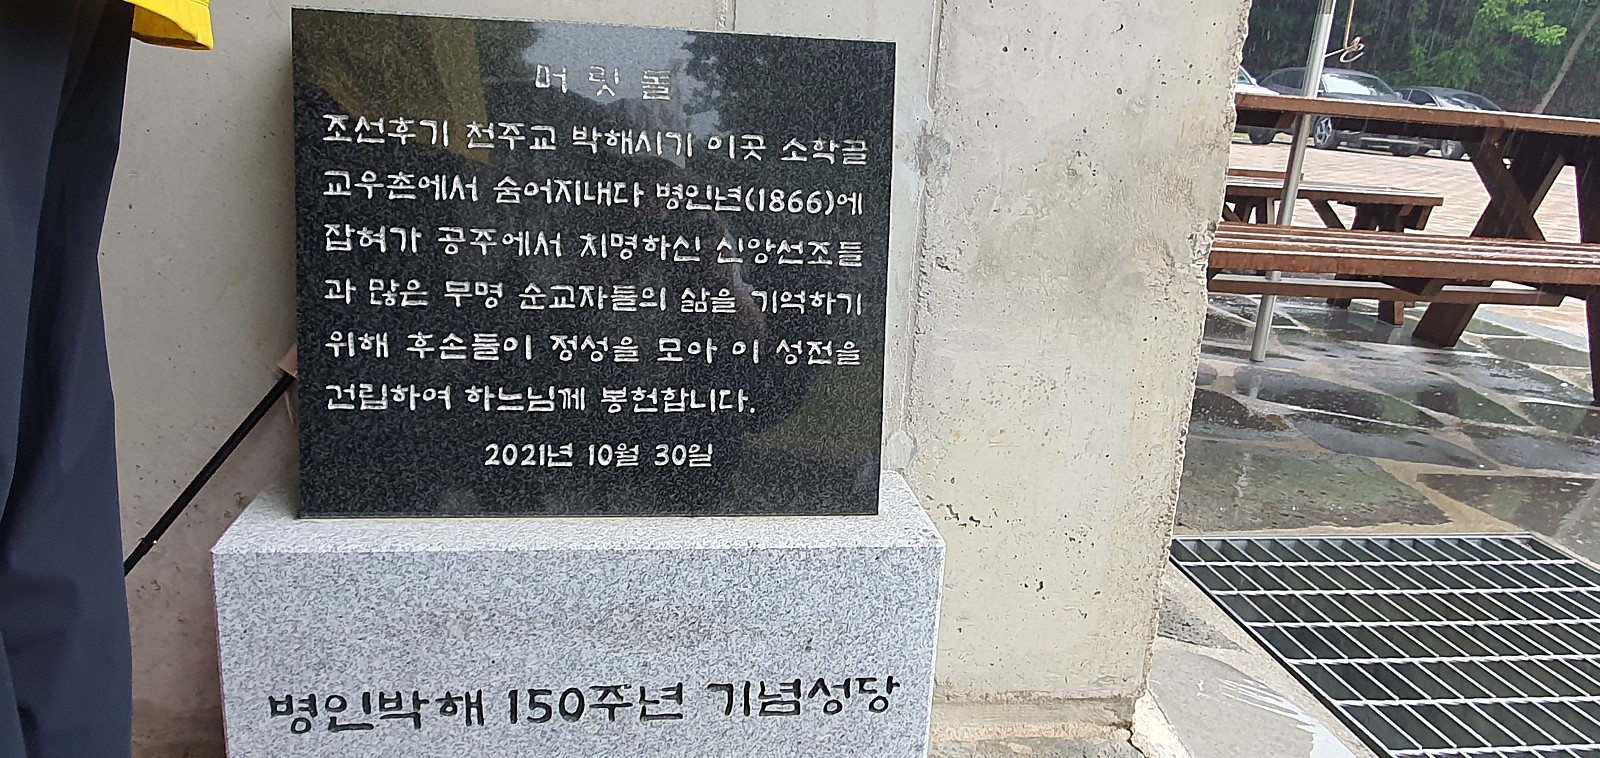 머릿돌
조선후기 천주교 박해시기 이곳 소학골
교우촌에서 숨어지내다 병인년(1866)에
잡혀가 공주에서 치명하신 신앙선조들
과 많은 무명 순교자들의 삶을 기억하기
위해 후손들이 정성을 모아 이 성전을
건립하여 하느님께 봉헌합니다.
2021년 10월 30일
병인박해 150주년 기념성당